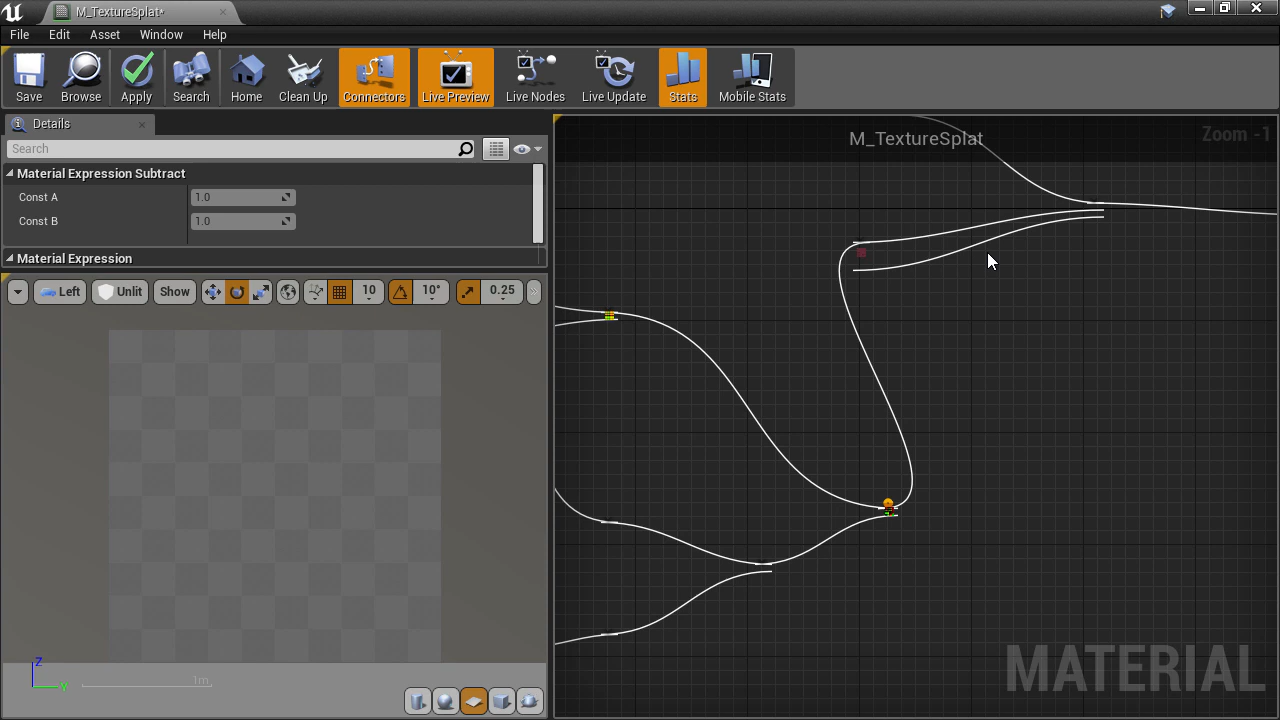 M_TextureSplat*
File Edit Asset Window Help
Save Browse Apply Search Home Clean Up Connectors Live Preview Live Nodes Live Update Stats Mobile Stats
Details
Search
Material Expression Subtract
Const A 1.0
Const B 1.0
Material Expression
Left Unlit Show 10 10° 0.25
M_TextureSplat
Zoom -1
Z
Y
1m
MATERIAL